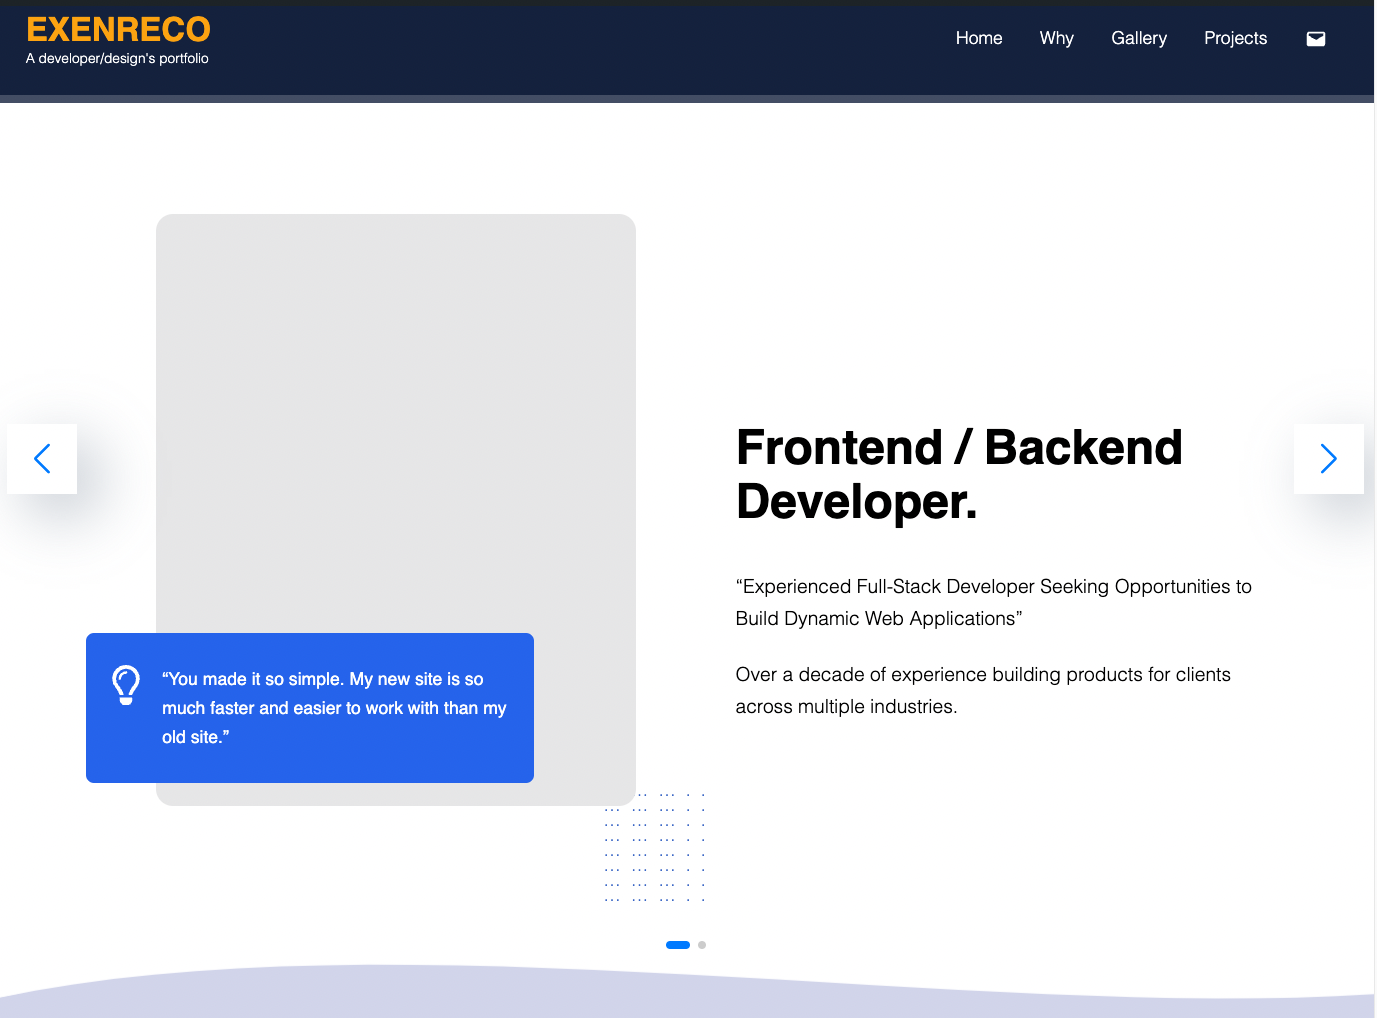 EXENRECO
A developer/design's portfolio
Home Why Gallery Projects
Frontend / Backend
Developer.
“Experienced Full-Stack Developer Seeking Opportunities to
Build Dynamic Web Applications”
Over a decade of experience building products for clients
across multiple industries.
“You made it so simple. My new site is so
much faster and easier to work with than my
old site.”